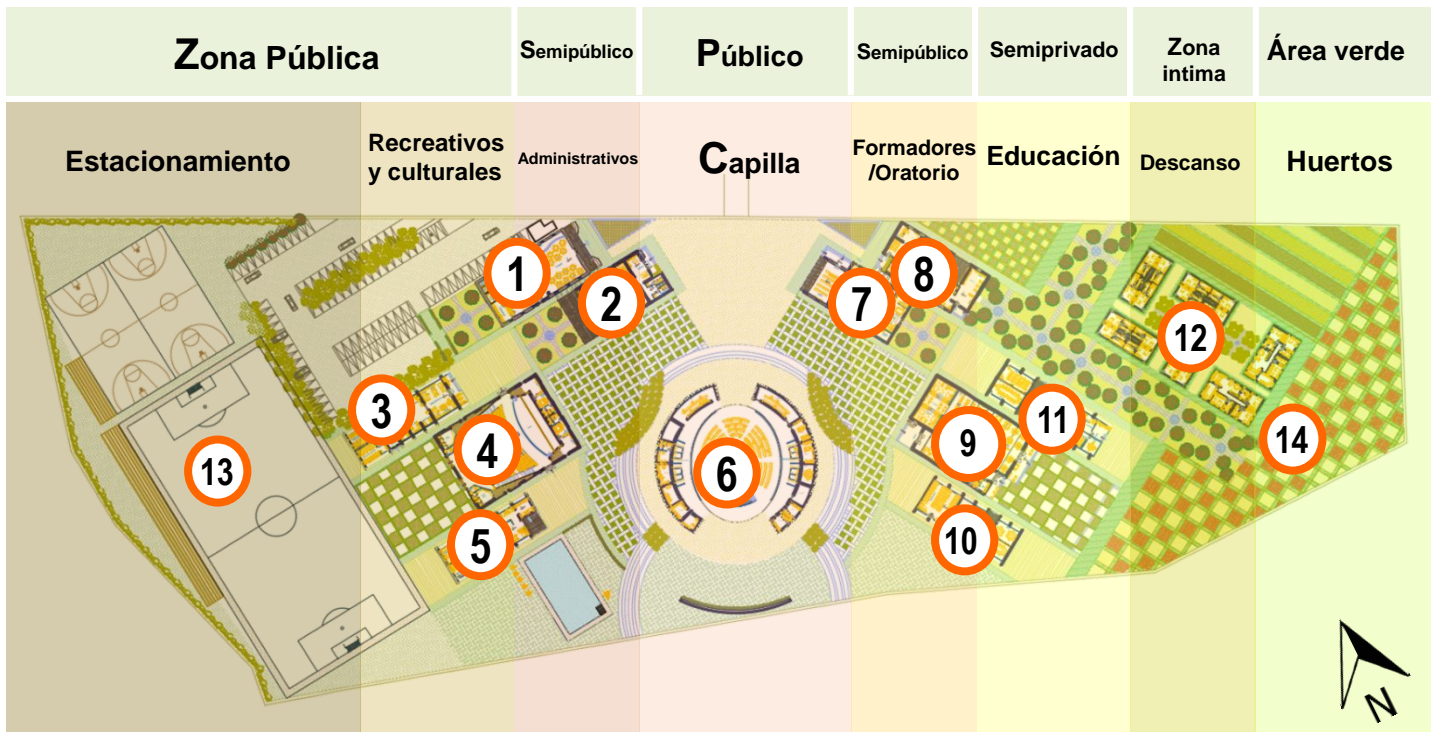 Zona Pública
Semipúblico
Público
Semipúblico
Semiprivado
Zona
intima
Área verde
Estacionamiento
Recreativos
y culturales
Administrativos
Capilla
Formadores
/Oratorio
Educación
Descanso
Huertos
1
2
3
4
5
6
7
8
9
10
11
12
13
14
N